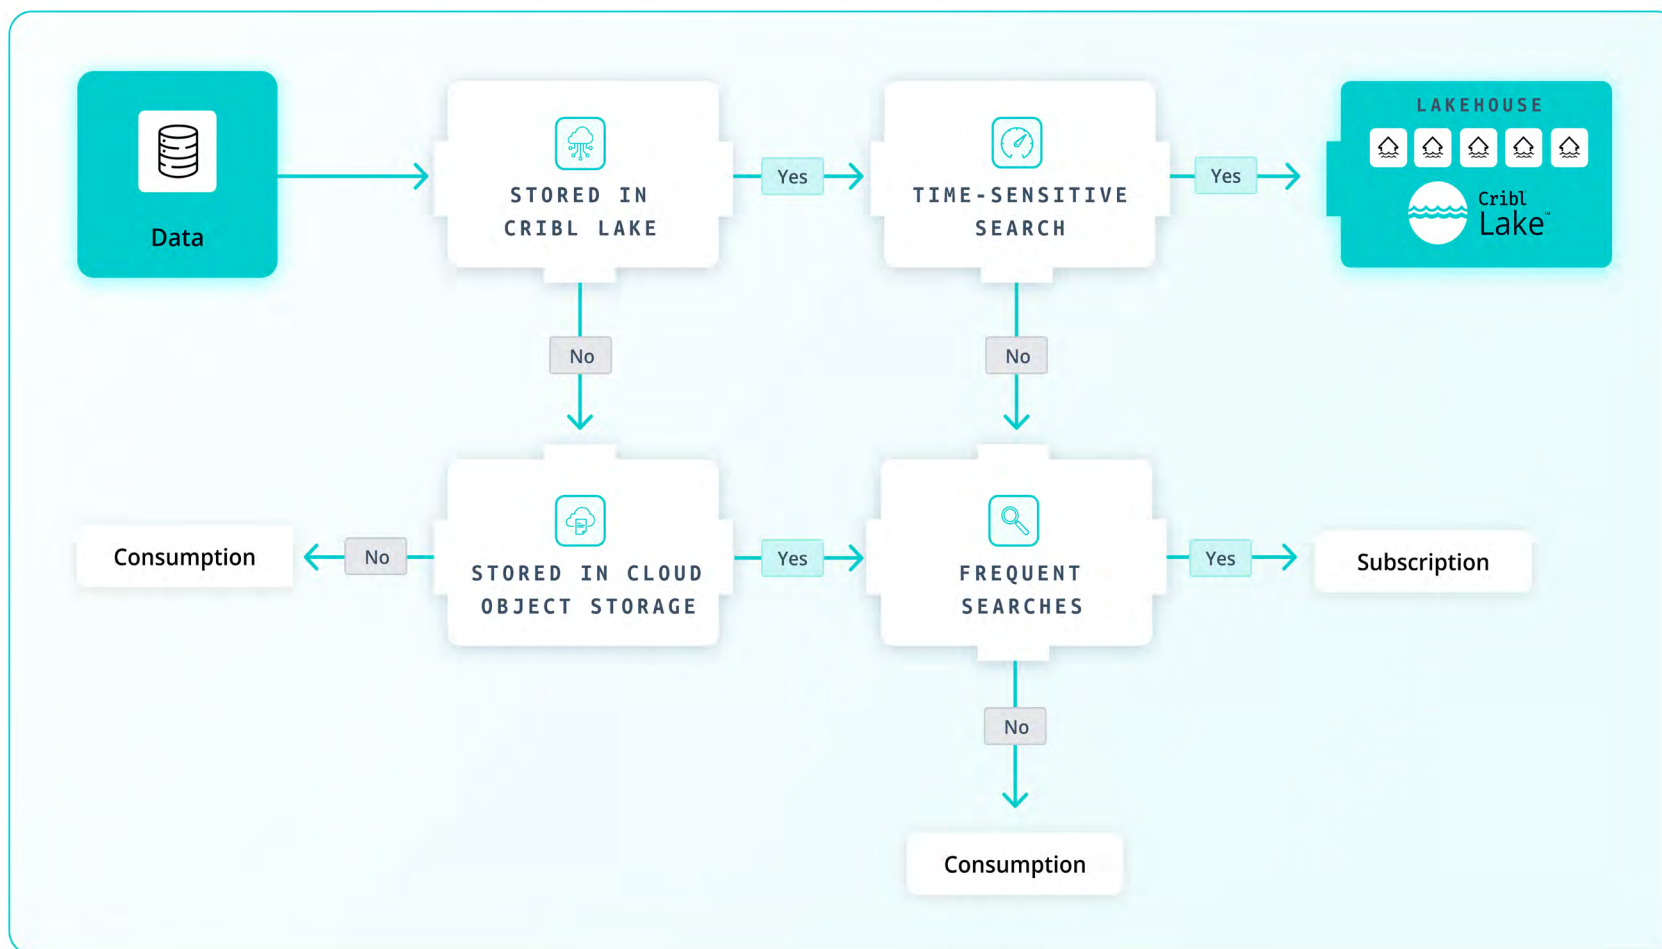 Data
STORED IN
CRIBL LAKE
Yes
TIME-SENSITIVE
SEARCH
Yes
LAKEHOUSE
Cribl
Lake™
No
No
Consumption
No
STORED IN CLOUD
OBJECT STORAGE
Yes
FREQUENT
SEARCHES
Yes
Subscription
No
Consumption